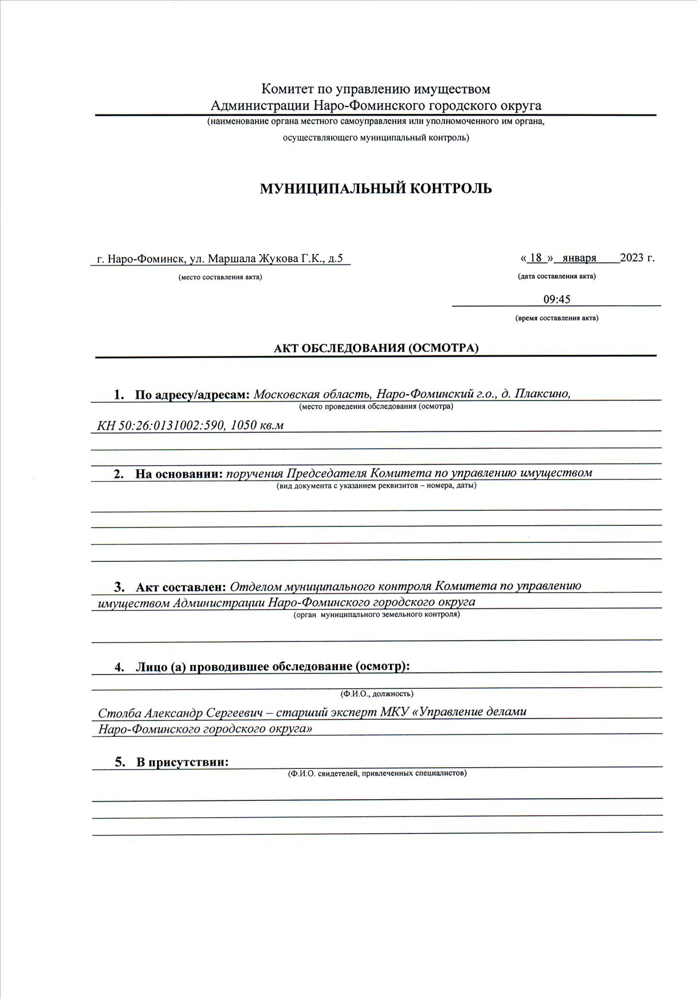 Комитет по управлению имуществом
Администрации Наро-Фоминского городского округа
(наименование органа местного самоуправления или уполномоченного им органа,
осуществляющего муниципальный контроль)
МУНИЦИПАЛЬНЫЙ КОНТРОЛЬ
г. Наро-Фоминск, ул. Маршала Жукова Г.К., д.5
« 18 » января 2023 г.
(место составления акта)
(дата составления акта)
09:45
(время составления акта)
АКТ ОБСЛЕДОВАНИЯ (ОСМОТРА)
1. По адресу/адресам: Московская область, Наро-Фоминский г.о., д. Плаксино,
(место проведения обследования (осмотра)
КН 50:26:0131002:590, 1050 кв.м
2. На основании: поручения Председателя Комитета по управлению имуществом
(вид документа с указанием реквизитов – номера, даты)
3. Акт составлен: Отделом муниципального контроля Комитета по управлению
имуществом Администрации Наро-Фоминского городского округа
(орган муниципального земельного контроля)
4. Лицо (а) проводившее обследование (осмотр):
(Ф.И.О., должность)
Столба Александр Сергеевич – старший эксперт МКУ «Управление делами
Наро-Фоминского городского округа»
5. В присутствии:
(Ф.И.О. свидетелей, привлеченных специалистов)